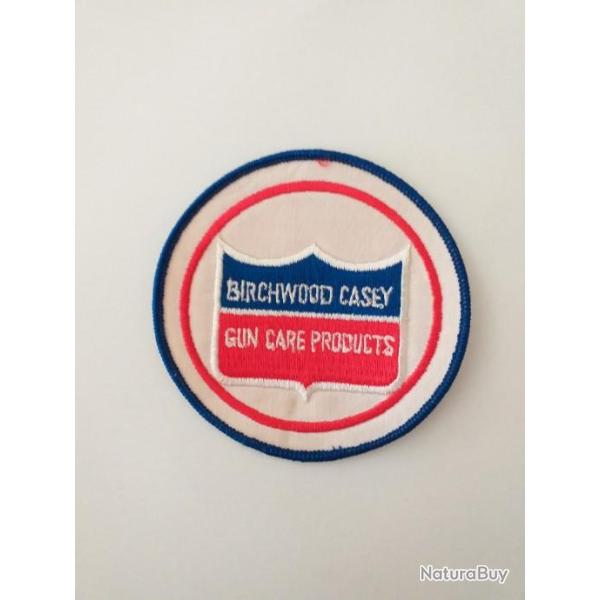 BIRCHWOOD CASEY
GUN CARE PRODUCTS
NaturaBuy